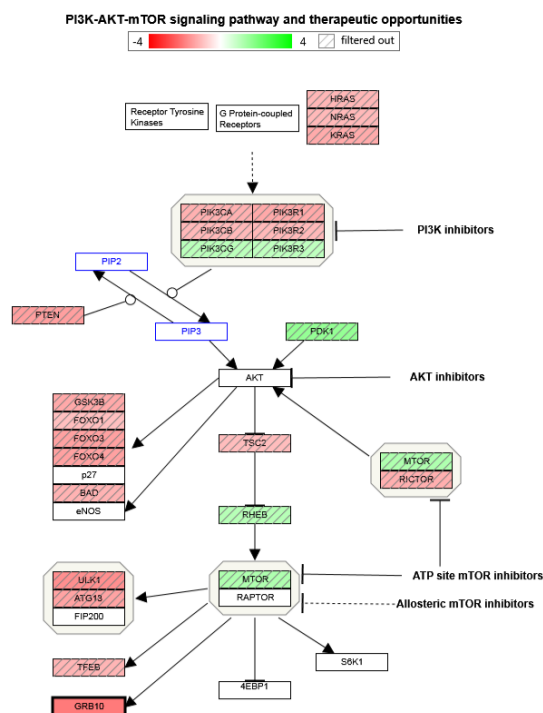 PI3K-AKT-mTOR signaling pathway and therapeutic opportunities
-4
4
filtered out
Receptor Tyrosine
Kinases
G Protein-coupled
Receptors
HRAS
NRAS
KRAS
PIK3CA
PIK3R1
PIK3CB
PIK3R2
PIK3CG
PIK3R3
PI3K inhibitors
PIP2
PTEN
PIP3
PDK1
AKT
AKT inhibitors
GSK3B
FOXO1
FOXO3
FOXO4
p27
BAD
eNOS
TSC2
MTOR
RICTOR
RHEB
ULK1
ATG13
FIP200
MTOR
RAPTOR
ATP site mTOR inhibitors
Allosteric mTOR inhibitors
TFEB
S6K1
4EBP1
GRB10